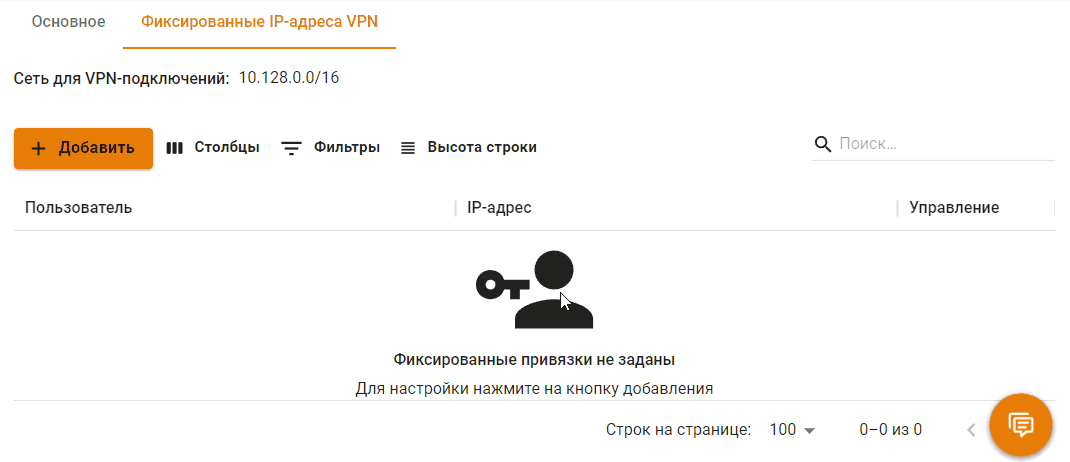 Основное Фиксированные IP-адреса VPN
Сеть для VPN-подключений: 10.128.0.0/16
+ Добавить Столбцы Фильтры Высота строки Поиск…
Пользователь IP-адрес Управление
Фиксированные привязки не заданы
Для настройки нажмите на кнопку добавления
Строк на странице: 100 0–0 из 0